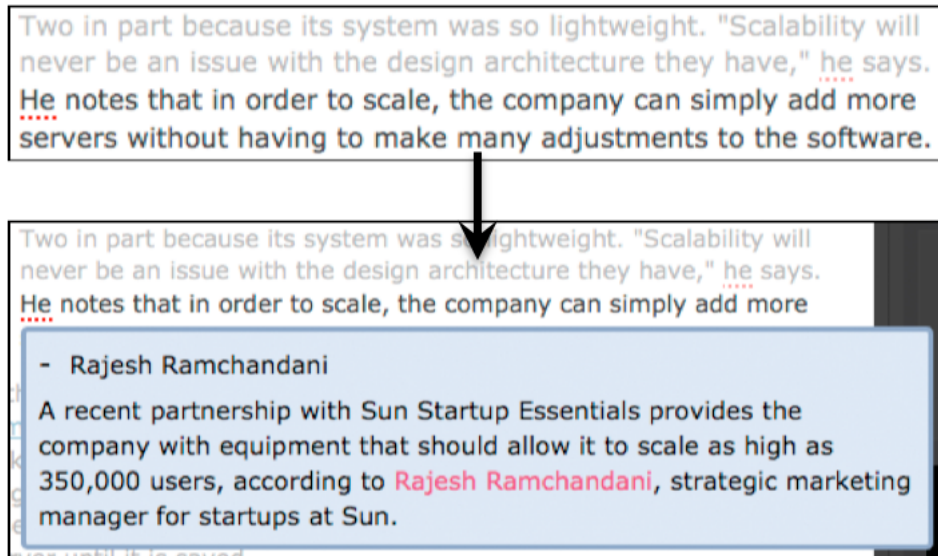 Two in part because its system was so lightweight. "Scalability will
never be an issue with the design architecture they have," he says.
He notes that in order to scale, the company can simply add more
servers without having to make many adjustments to the software.
Two in part because its system was so lightweight. "Scalability will
never be an issue with the design architecture they have," he says.
He notes that in order to scale, the company can simply add more
- Rajesh Ramchandani
A recent partnership with Sun Startup Essentials provides the
company with equipment that should allow it to scale as high as
350,000 users, according to Rajesh Ramchandani, strategic marketing
manager for startups at Sun.
until it is saved